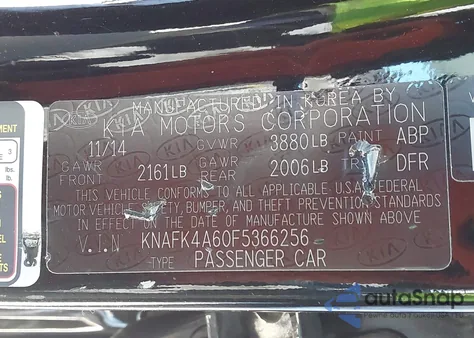 MANUFACTURED IN KOREA BY
KIA MOTORS CORPORATION
11/14 GVWR 3880LB PAINT ABP
GAWR FRONT 2161LB GAWR REAR 2006LB DFR
THIS VEHICLE CONFORMS TO ALL APPLICABLE U.S.A FEDERAL
MOTOR VEHICLE SAFETY, BUMPER, AND THEFT PREVENTION STANDARDS
IN EFFECT ON THE DATE OF MANUFACTURE SHOWN ABOVE
V.I.N KNAFK4A60F5366256
TYPE PASSENGER CAR
autoSnap